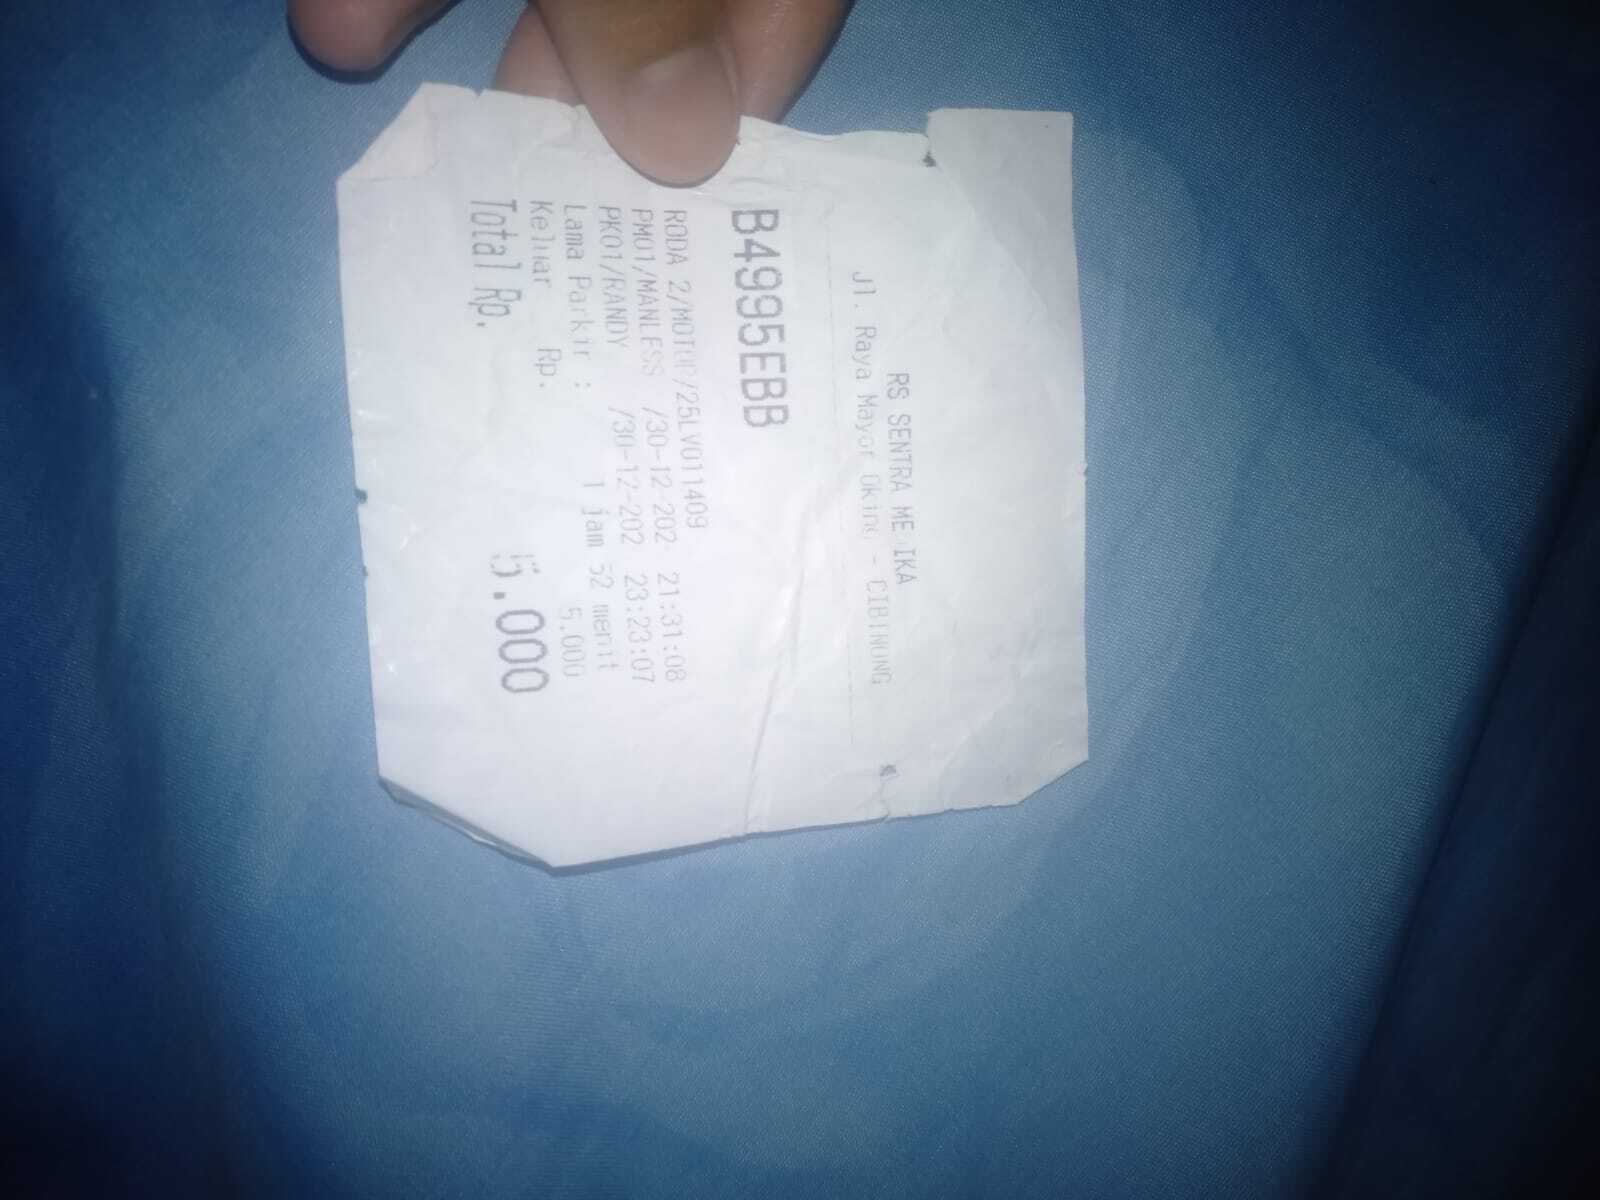 RS SENTRA ME IKA
Jl. Raya Mayor Oking - CIBINONG
B4995EBB
RODA 2/MOTOR/25LV011409
PM01/MANLESS /30-12-202 21:31:08
PK01/RANDY /30-12-202 23:23:07
Lama Parkir : 1 jam 52 menit
Keluar Rp. 5.000
Total Rp. 5.000